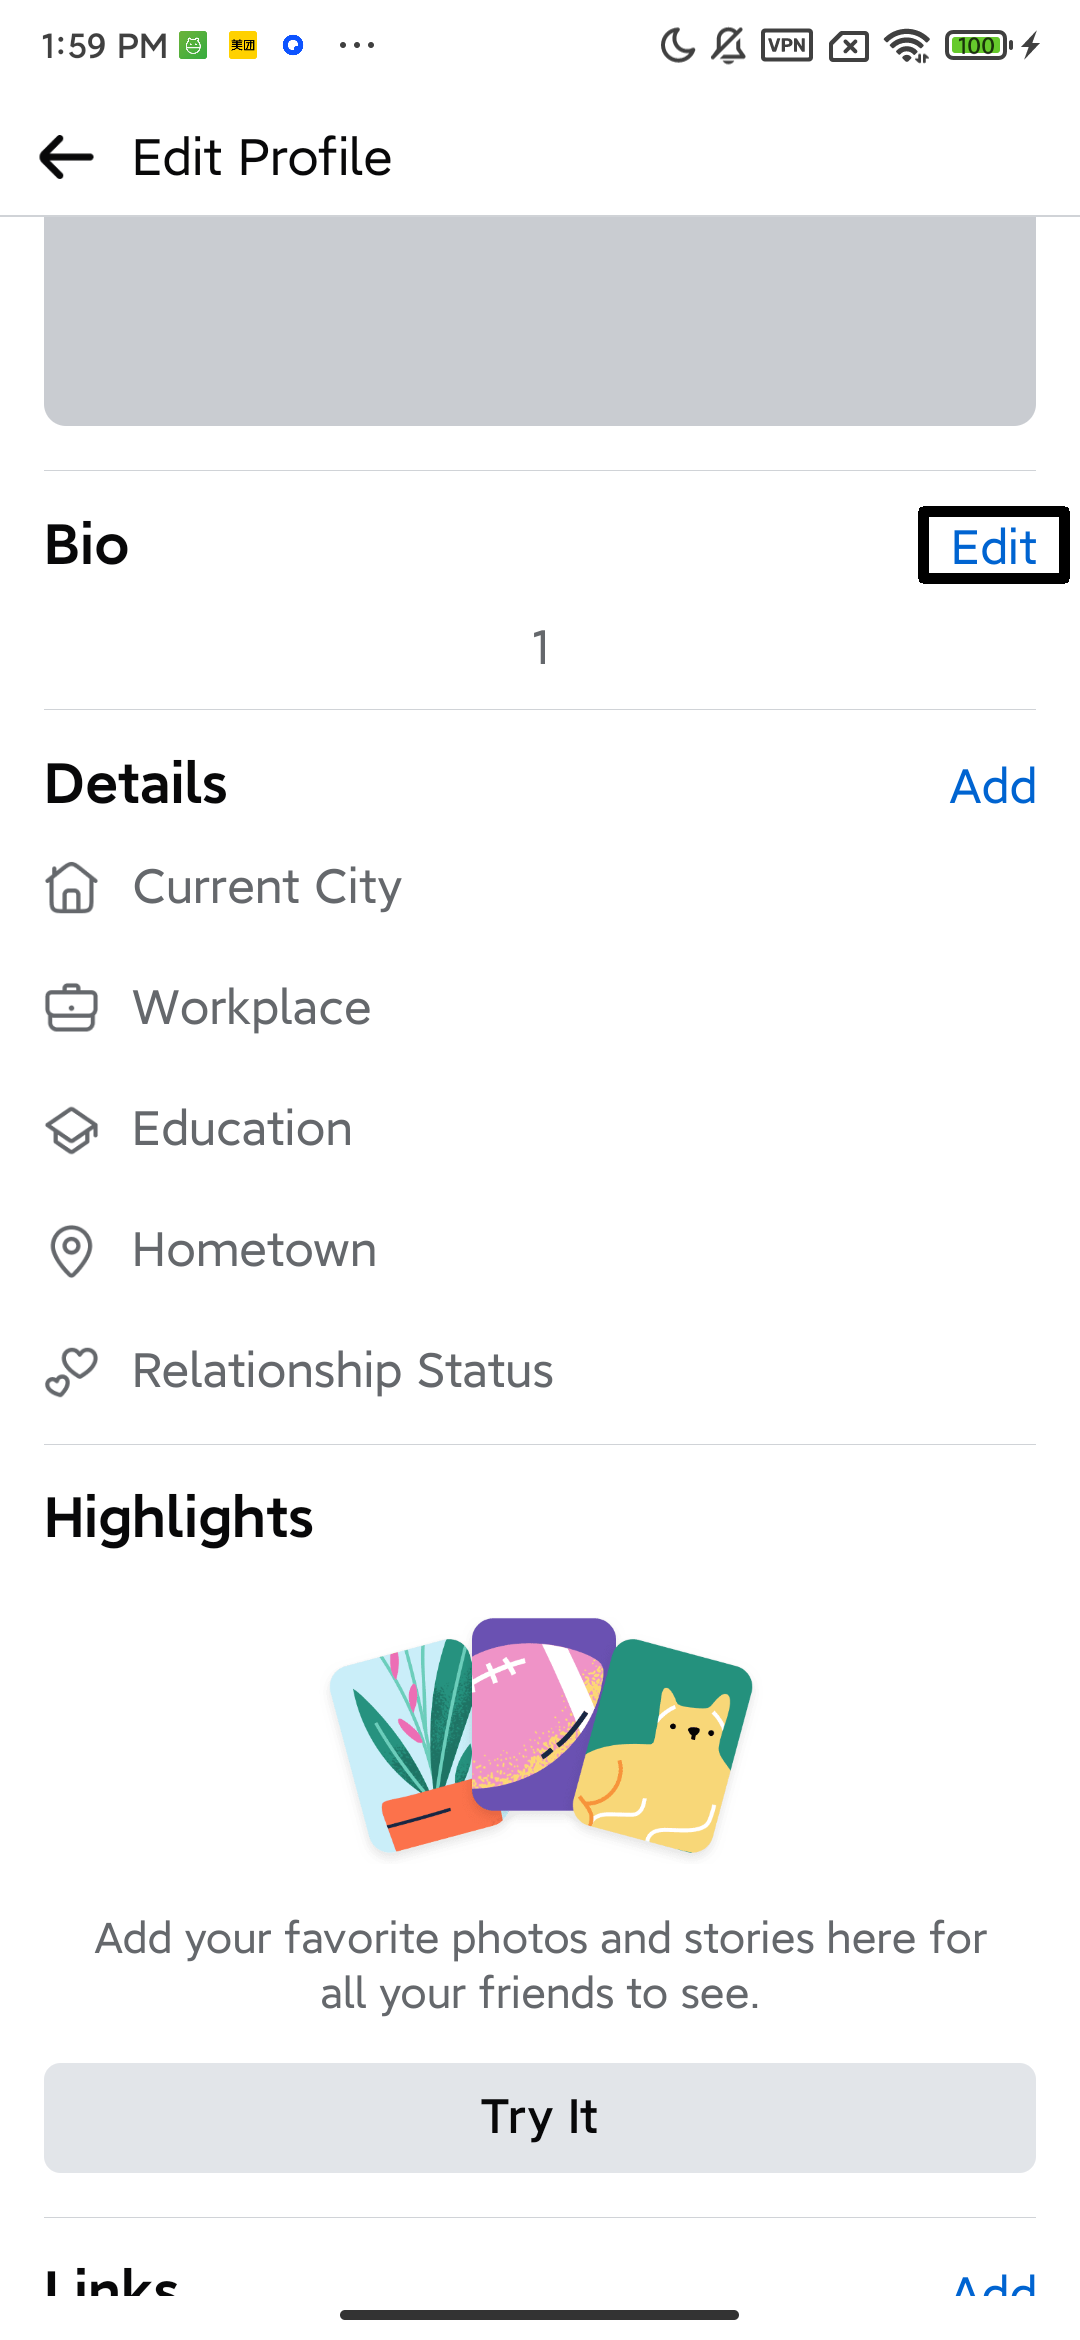 1:59 PM 美团 VPN 100
Edit Profile
Bio Edit
1
Details Add
Current City
Workplace
Education
Hometown
Relationship Status
Highlights
Add your favorite photos and stories here for
all your friends to see.
Try It
Links Add